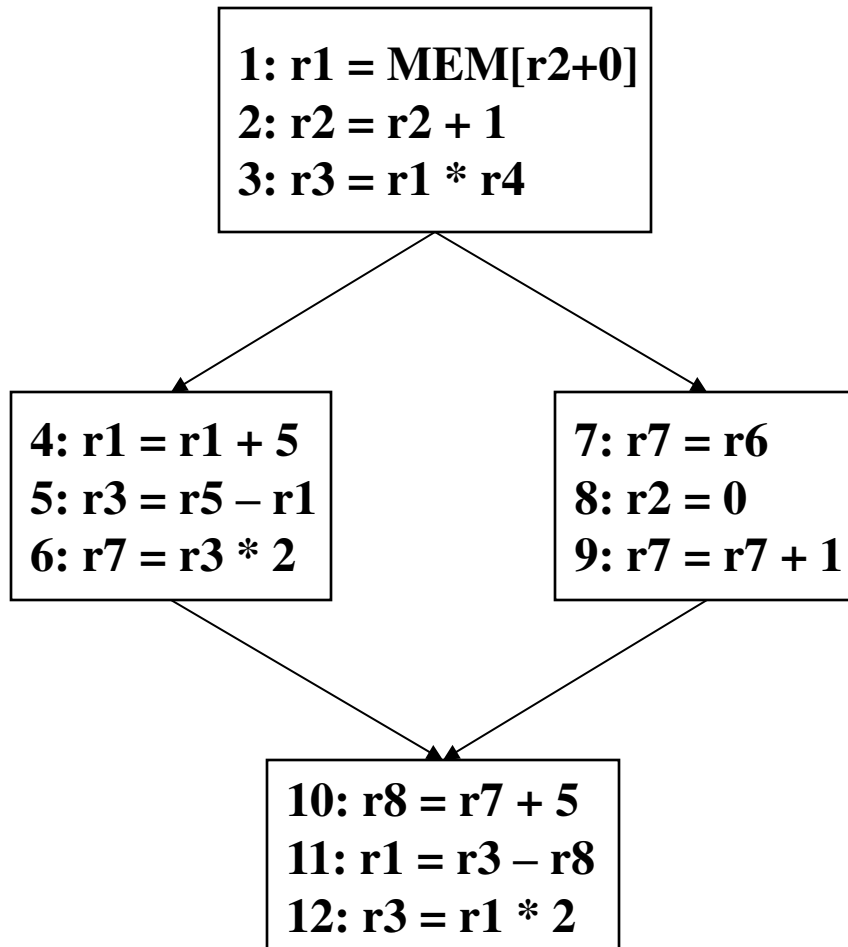 1: r1 = MEM[r2+0]
2: r2 = r2 + 1
3: r3 = r1 * r4
4: r1 = r1 + 5
5: r3 = r5 – r1
6: r7 = r3 * 2
7: r7 = r6
8: r2 = 0
9: r7 = r7 + 1
10: r8 = r7 + 5
11: r1 = r3 – r8
12: r3 = r1 * 2